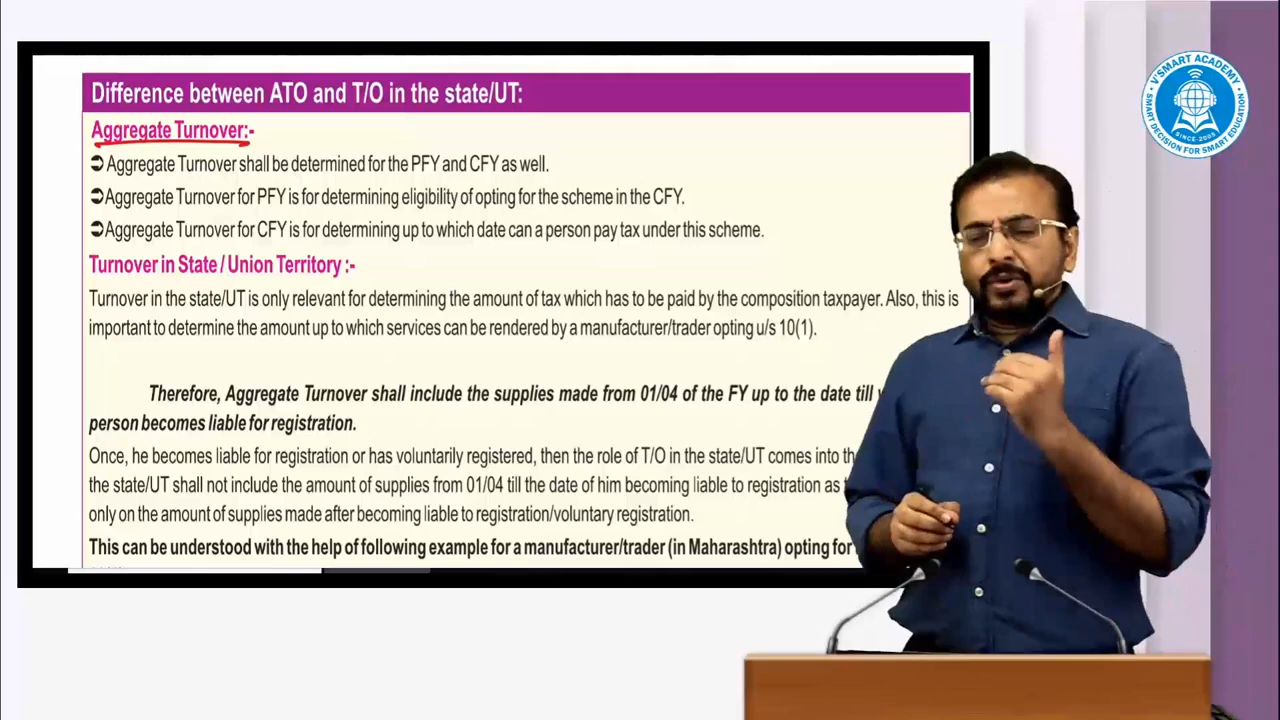 Difference between ATO and T/O in the state/UT:
Aggregate Turnover:-
➲ Aggregate Turnover shall be determined for the PFY and CFY as well.
➲Aggregate Turnover for PFY is for determining eligibility of opting for the scheme in the CFY.
➲Aggregate Turnover for CFY is for determining up to which date can a person pay tax under this scheme.
Turnover in State / Union Territory :-
Turnover in the state/UT is only relevant for determining the amount of tax which has to be paid by the composition taxpayer. Also, this is
important to determine the amount up to which services can be rendered by a manufacturer/trader opting u/s 10(1).
Therefore, Aggregate Turnover shall include the supplies made from 01/04 of the FY up to the date till
person becomes liable for registration.
Once, he becomes liable for registration or has voluntarily registered, then the role of T/O in the state/UT comes into
the state/UT shall not include the amount of supplies from 01/04 till the date of him becoming liable to registration as
only on the amount of supplies made after becoming liable to registration/voluntary registration.
This can be understood with the help of following example for a manufacturer/trader (in Maharashtra) opting for
V'SMART ACADEMY
SINCE 2005
SMART DECISION FOR SMART EDUCATION